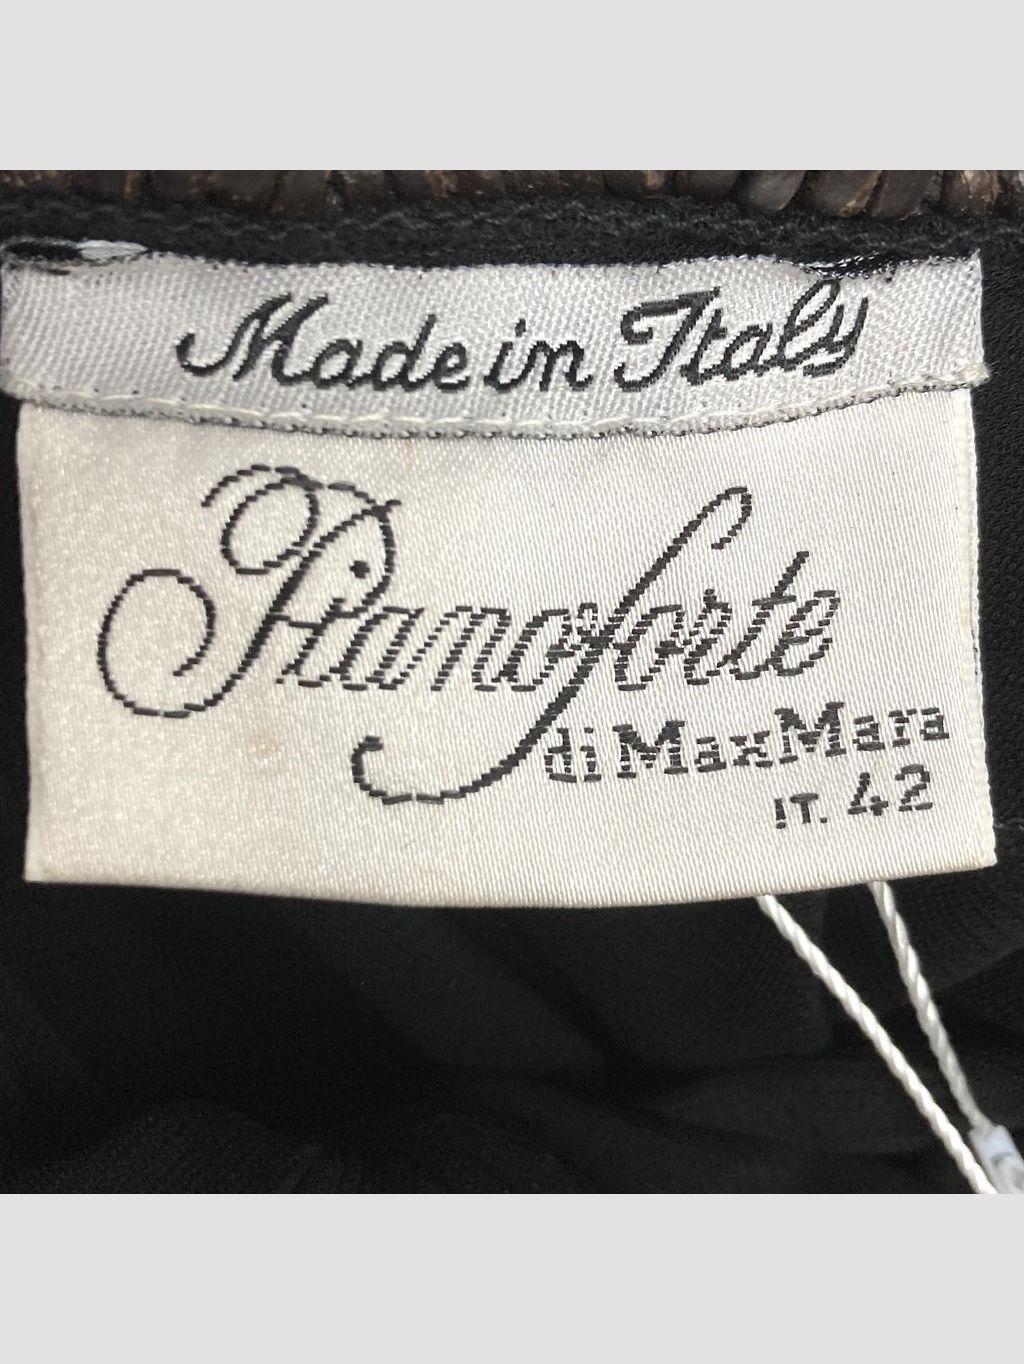 Made in Italy
Pianoforte
di MaxMara
IT. 42